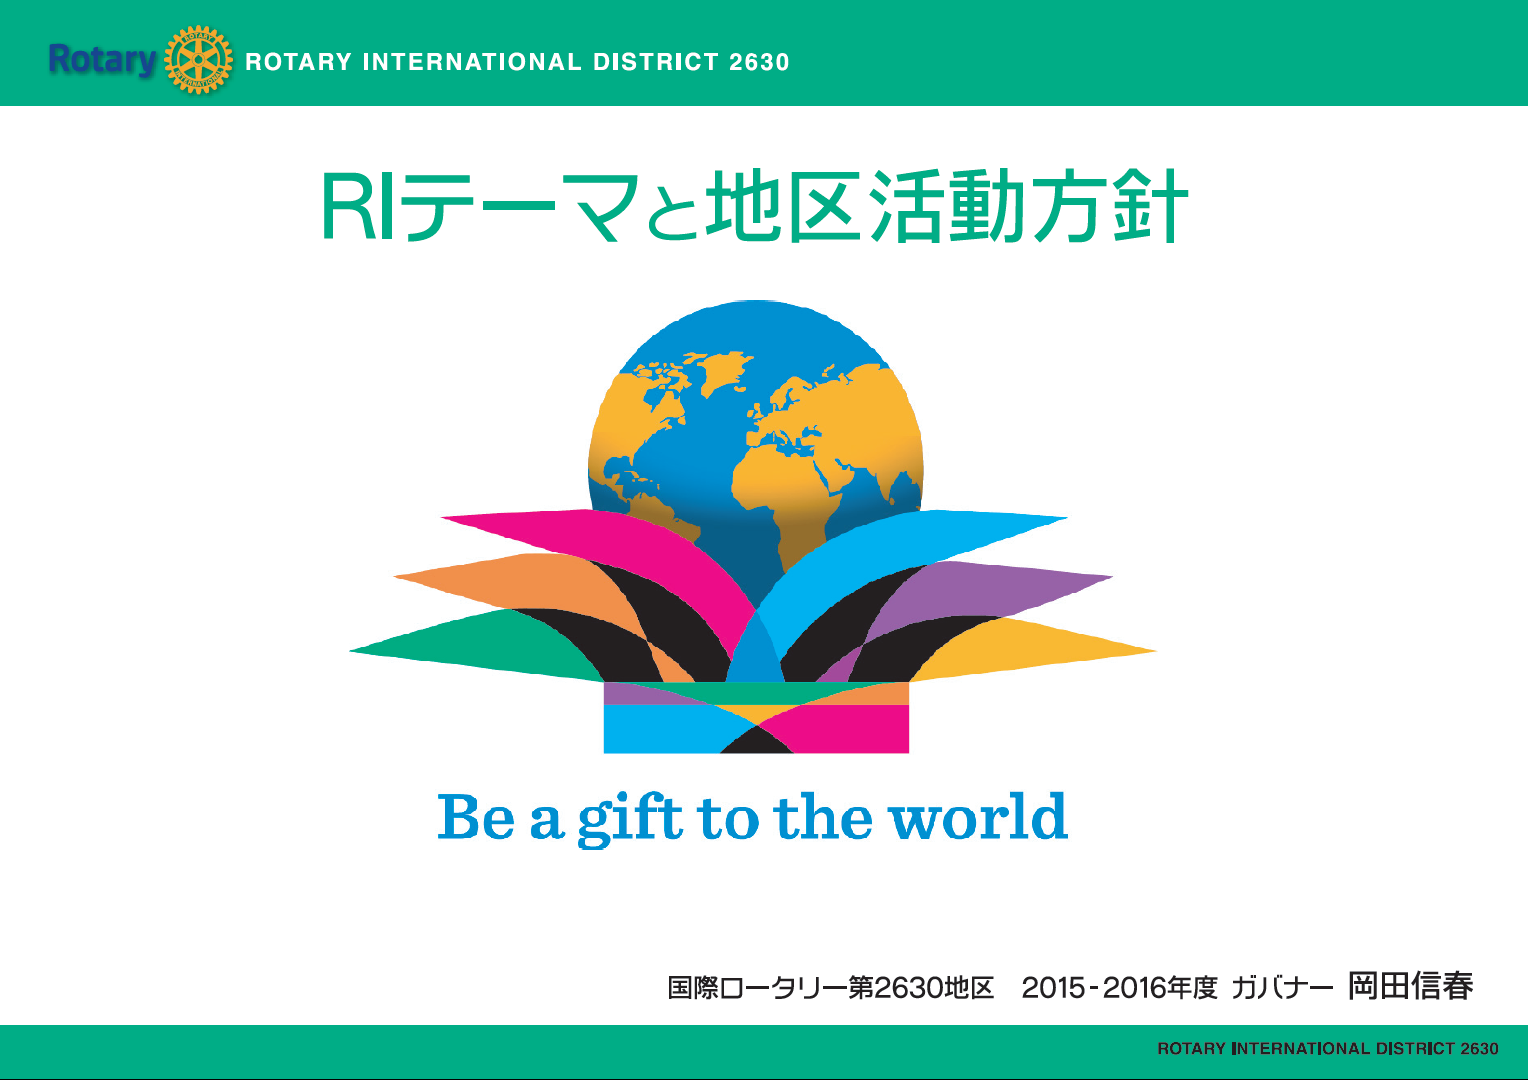 Rotary
ROTARY
INTERNATIONAL
ROTARY INTERNATIONAL DISTRICT 2630
RIテーマと地区活動方針
Be a gift to the world
国際ロータリー第2630地区　2015-2016年度 ガバナー 岡田信春
ROTARY INTERNATIONAL DISTRICT 2630